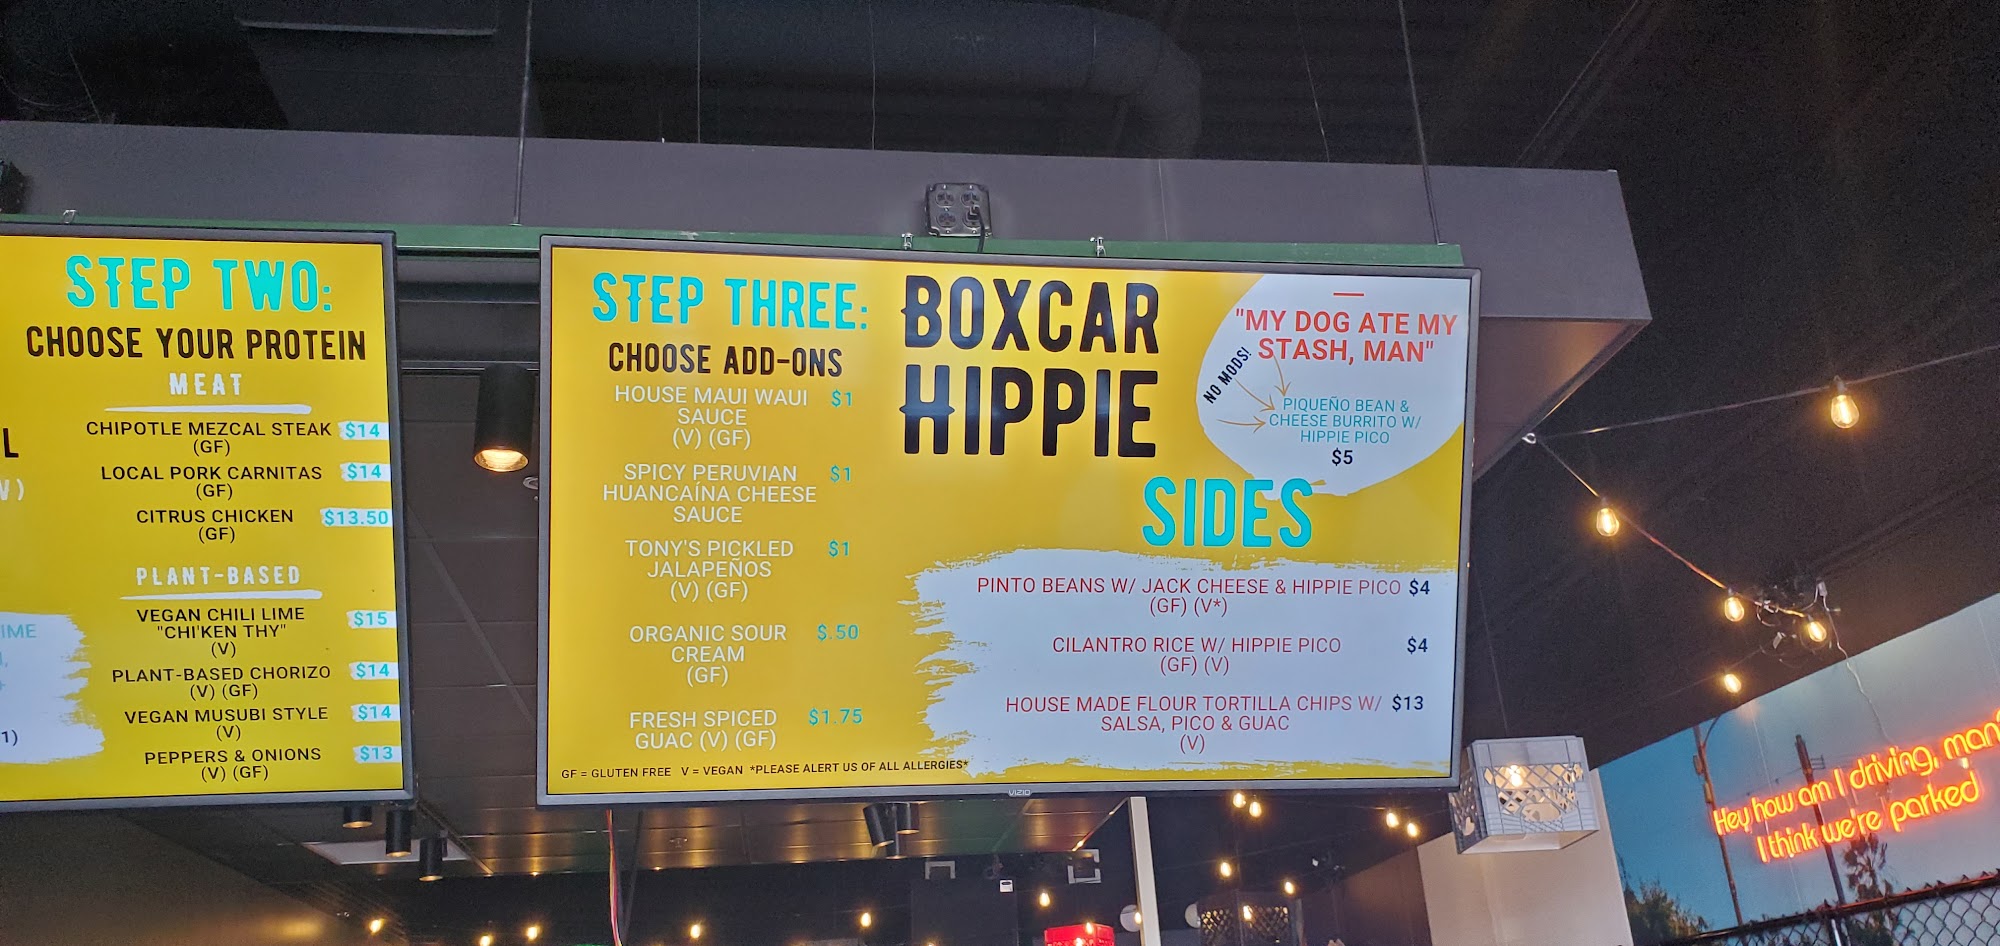 STEP TWO:
CHOOSE YOUR PROTEIN
MEAT
CHIPOTLE MEZCAL STEAK $14
(GF)
LOCAL PORK CARNITAS $14
(GF)
CITRUS CHICKEN $13.50
(GF)
PLANT-BASED
VEGAN CHILI LIME $15
"CHI'KEN THY"
(V)
PLANT-BASED CHORIZO $14
(V) (GF)
VEGAN MUSUBI STYLE $14
(V)
PEPPERS & ONIONS $13
(V) (GF)
STEP THREE:
CHOOSE ADD-ONS
HOUSE MAUI WAUI $1
SAUCE
(V) (GF)
SPICY PERUVIAN $1
HUANCAÍNA CHEESE
SAUCE
TONY'S PICKLED $1
JALAPEÑOS
(V) (GF)
ORGANIC SOUR $.50
CREAM
(GF)
FRESH SPICED $1.75
GUAC (V) (GF)
GF = GLUTEN FREE V = VEGAN *PLEASE ALERT US OF ALL ALLERGIES*
BOXCAR
HIPPIE
"MY DOG ATE MY
STASH, MAN"
NO MODS!
PIQUEÑO BEAN &
CHEESE BURRITO W/
HIPPIE PICO
$5
SIDES
PINTO BEANS W/ JACK CHEESE & HIPPIE PICO $4
(GF) (V*)
CILANTRO RICE W/ HIPPIE PICO $4
(GF) (V)
HOUSE MADE FLOUR TORTILLA CHIPS W/ $13
SALSA, PICO & GUAC
(V)
VIZIO
Hey how am I driving, man?
I think we're parked